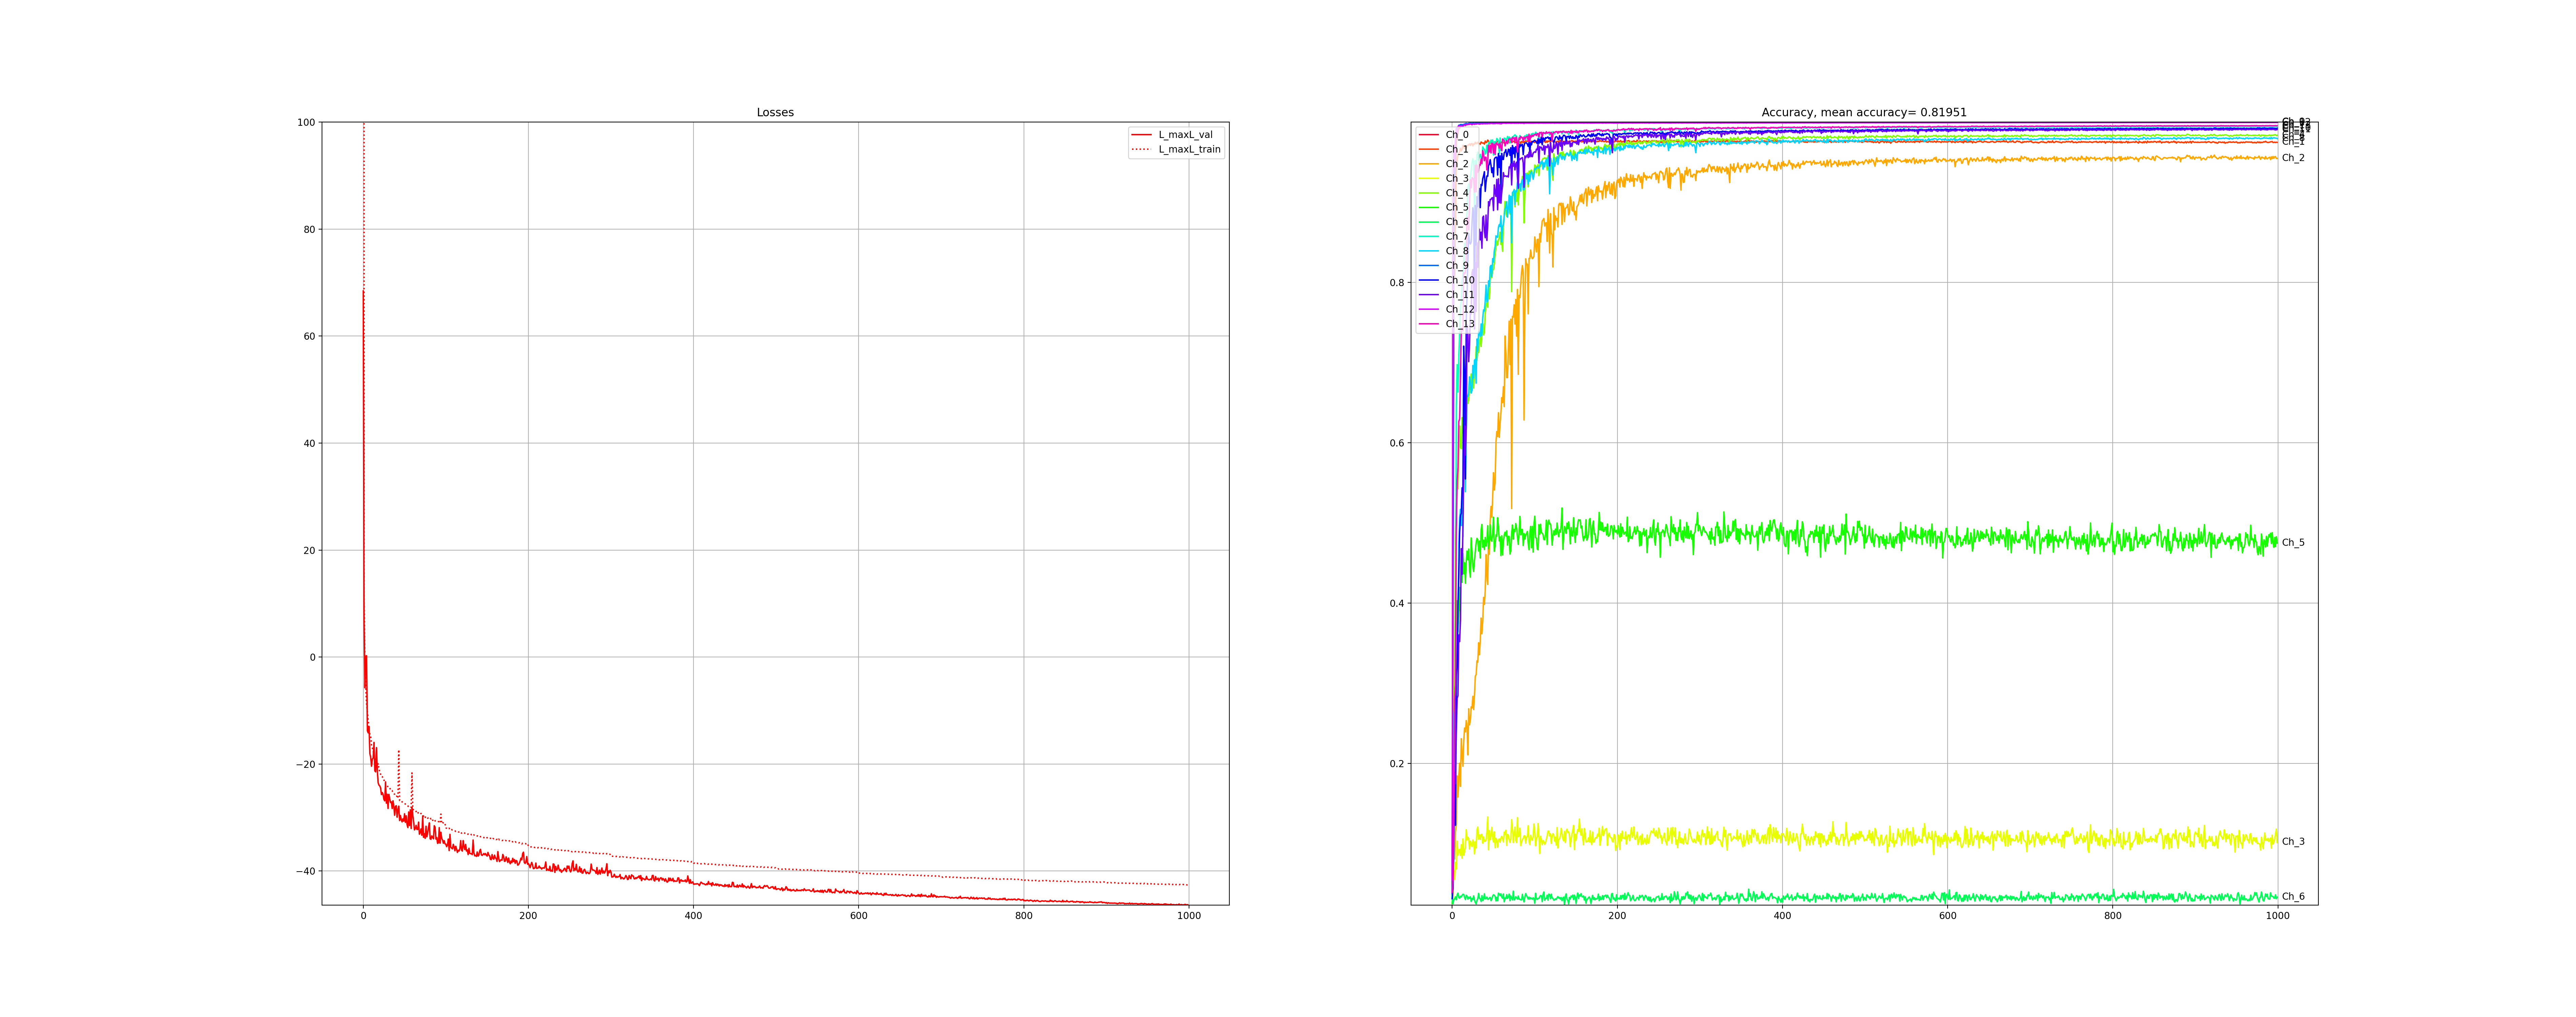 Losses
100
80
60
40
20
0
−20
−40
0
200
400
600
800
1000
L_maxL_val
L_maxL_train
Accuracy, mean accuracy= 0.81951
0.8
0.6
0.4
0.2
0
200
400
600
800
1000
Ch_0
Ch_1
Ch_2
Ch_3
Ch_4
Ch_5
Ch_6
Ch_7
Ch_8
Ch_9
Ch_10
Ch_11
Ch_12
Ch_13
Ch_1
Ch_2
Ch_5
Ch_3
Ch_6